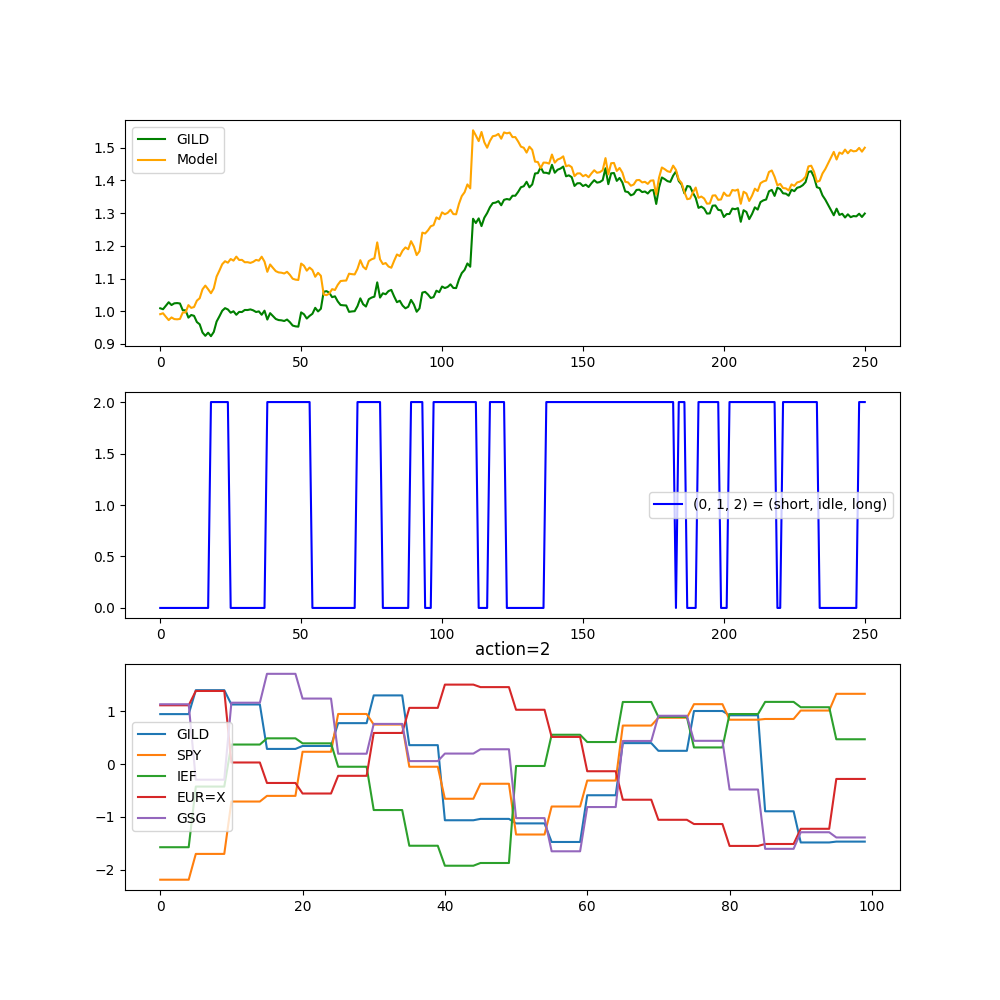 1.5
1.4
1.3
1.2
1.1
1.0
0.9
GILD
Model
0 50 100 150 200 250
2.0
1.5
1.0
0.5
0.0
(0, 1, 2) = (short, idle, long)
0 50 100 150 200 250
action=2
1
0
−1
−2
GILD
SPY
IEF
EUR=X
GSG
0 20 40 60 80 100